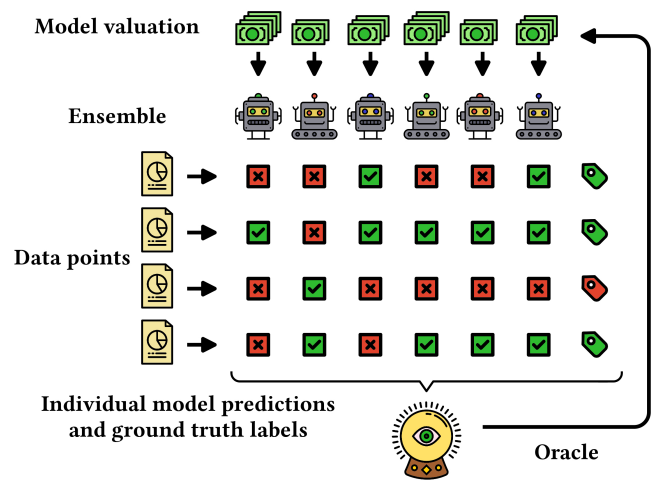 Model valuation
Ensemble
Data points
Individual model predictions
and ground truth labels
Oracle